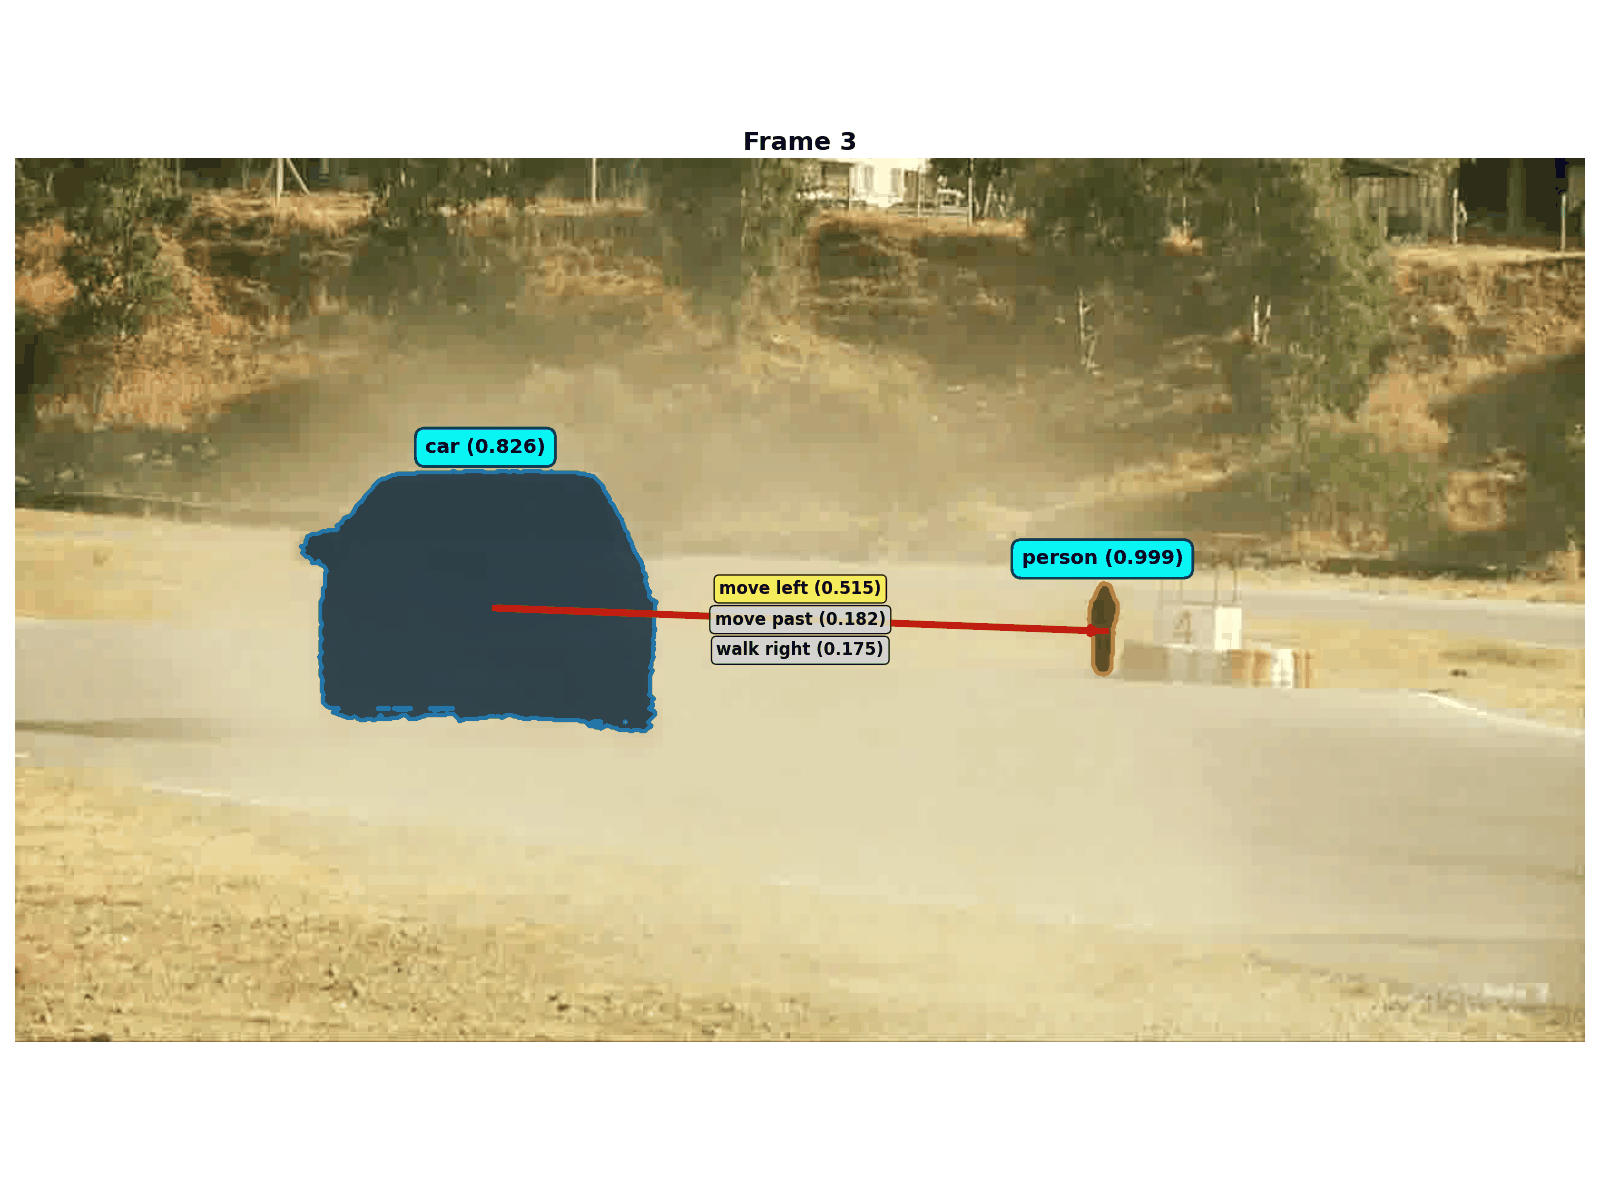 Frame 3
car (0.826)
person (0.999)
move left (0.515)
move past (0.182)
walk right (0.175)